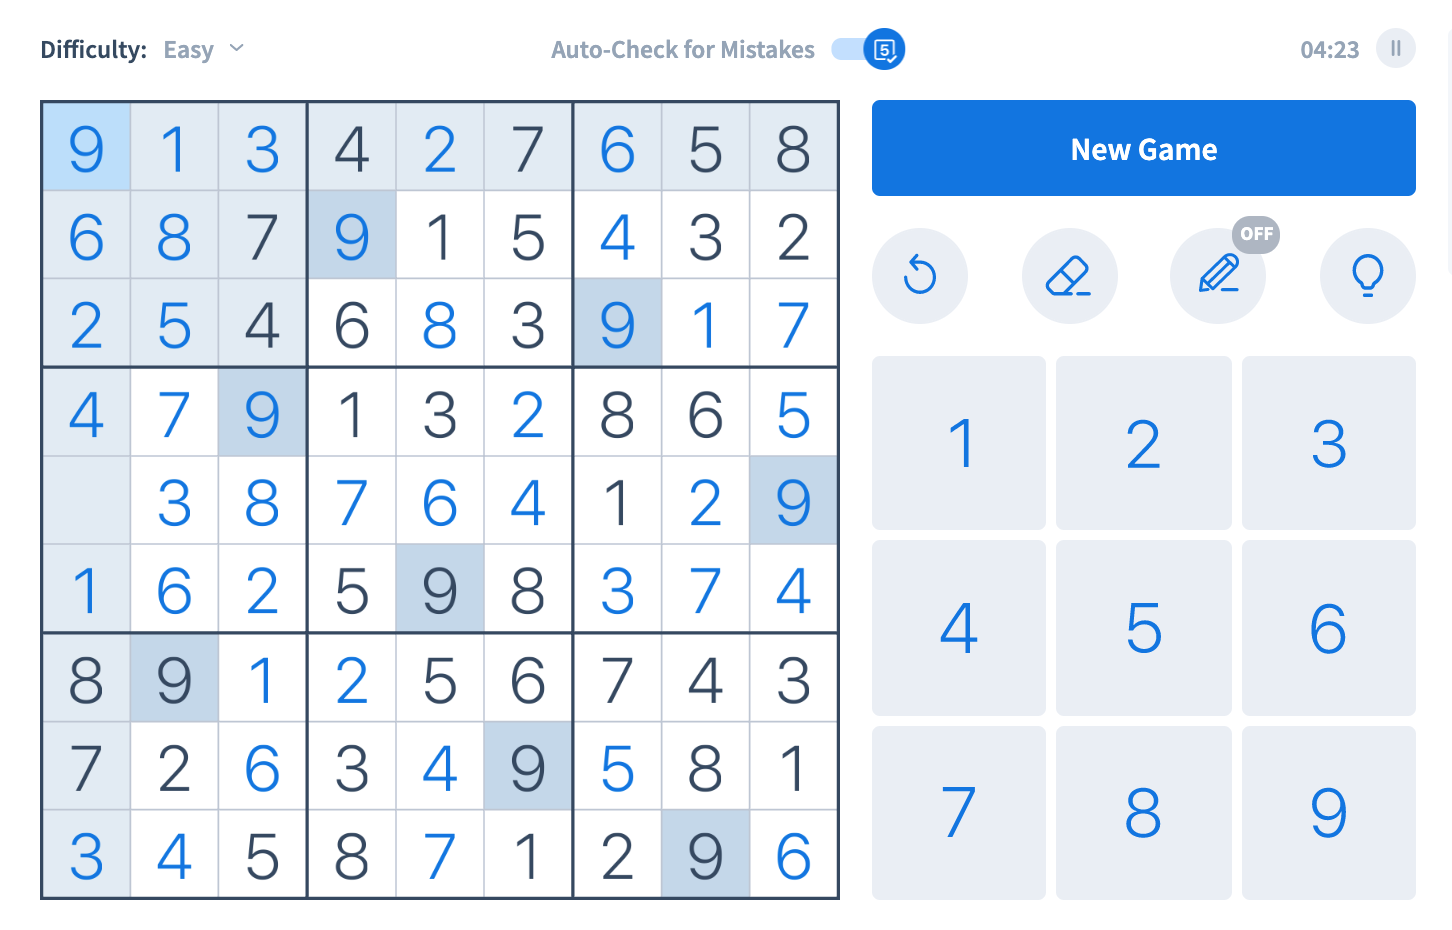 Difficulty: Easy
Auto-Check for Mistakes
5
04:23
9 1 3 4 2 7 6 5 8
6 8 7 9 1 5 4 3 2
2 5 4 6 8 3 9 1 7
4 7 9 1 3 2 8 6 5
3 8 7 6 4 1 2 9
1 6 2 5 9 8 3 7 4
8 9 1 2 5 6 7 4 3
7 2 6 3 4 9 5 8 1
3 4 5 8 7 1 2 9 6
New Game
OFF
1 2 3
4 5 6
7 8 9